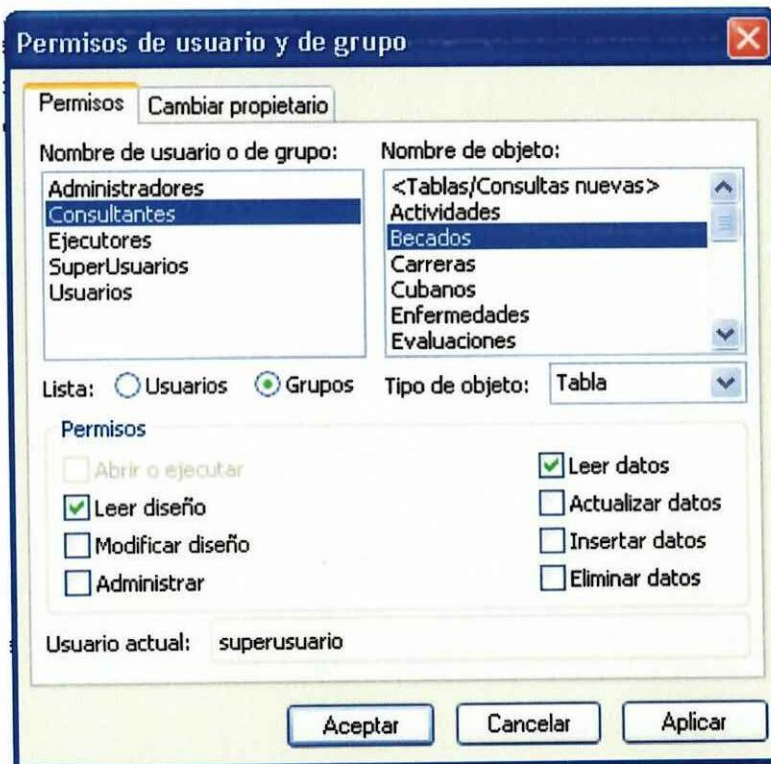 Permisos de usuario y de grupo
Permisos
Cambiar propietario
Nombre de usuario o de grupo:
Administradores
Consultantes
Ejecutores
SuperUsuarios
Usuarios
Nombre de objeto:
<Tablas/Consultas nuevas>
Actividades
Becados
Carreras
Cubanos
Enfermedades
Evaluaciones
Lista: Usuarios Grupos
Tipo de objeto: Tabla
Permisos
Abrir o ejecutar
Leer diseño
Modificar diseño
Administrar
Leer datos
Actualizar datos
Insertar datos
Eliminar datos
Usuario actual: superusuario
Aceptar
Cancelar
Aplicar